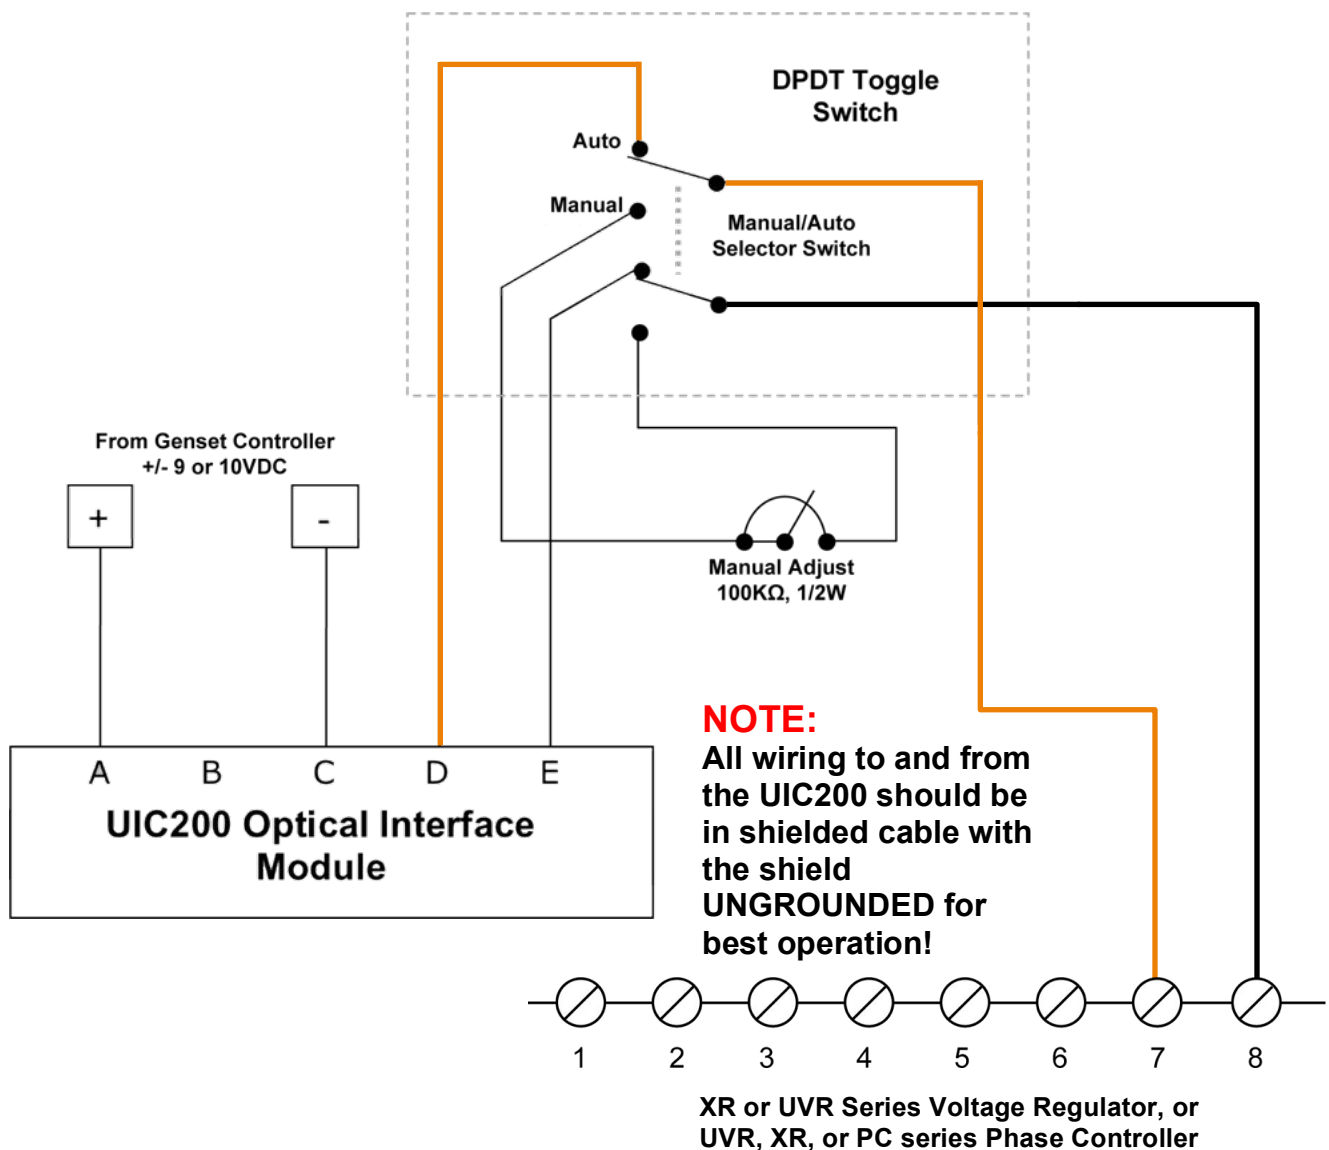 DPDT Toggle
Switch
Auto
Manual
Manual/Auto
Selector Switch
From Genset Controller
+/- 9 or 10VDC
+
-
Manual Adjust
100KΩ, 1/2W
A B C D E
UIC200 Optical Interface
Module
NOTE:
All wiring to and from
the UIC200 should be
in shielded cable with
the shield
UNGROUNDED for
best operation!
1 2 3 4 5 6 7 8
XR or UVR Series Voltage Regulator, or
UVR, XR, or PC series Phase Controller